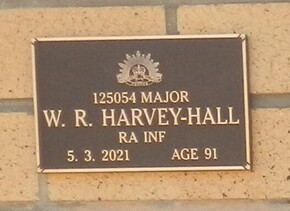 125054 MAJOR
W. R. HARVEY-HALL
RA INF
5. 3. 2021 AGE 91